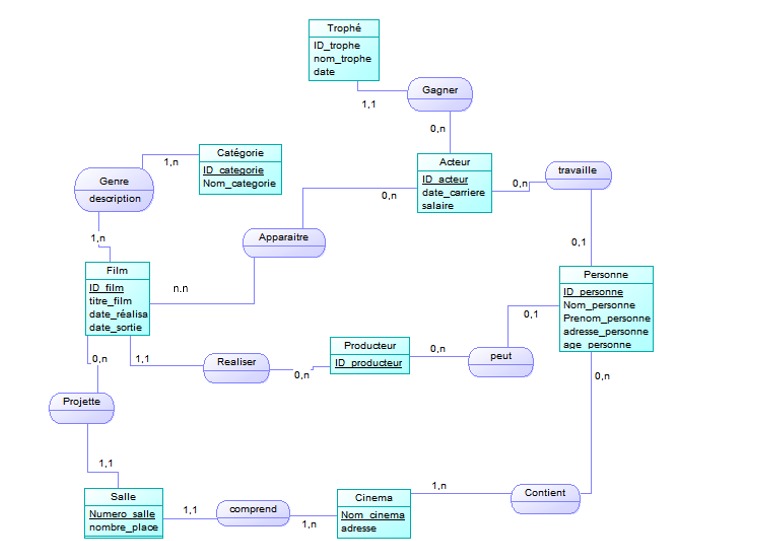 Trophé
ID_trophe
nom_trophe
date
1,1
Gagner
0,n
Catégorie
ID_categorie
Nom_categorie
1,n
Genre
description
1,n
Acteur
ID_acteur
date_carriere
salaire
0,n
0,n
travaille
0,1
Apparaitre
n.n
Film
ID_film
titre_film
date_réalisa
date_sortie
Personne
ID_personne
Nom_personne
Prenom_personne
adresse_personne
age_personne
0,n
1,1
Realiser
0,n
Producteur
ID_producteur
0,n
peut
0,1
0,n
Projette
1,1
Salle
Numero_salle
nombre_place
1,1
comprend
1,n
Cinema
Nom_cinema
adresse
1,n
Contient